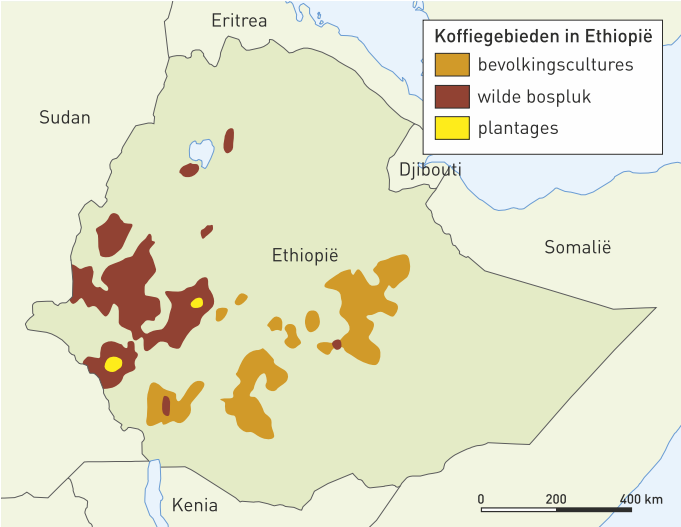 Eritrea
Koffiegebieden in Ethiopië
bevolkingscultures
wilde bospluk
plantages
Sudan
Djibouti
Somalië
Ethiopië
Kenia
0 200 400 km